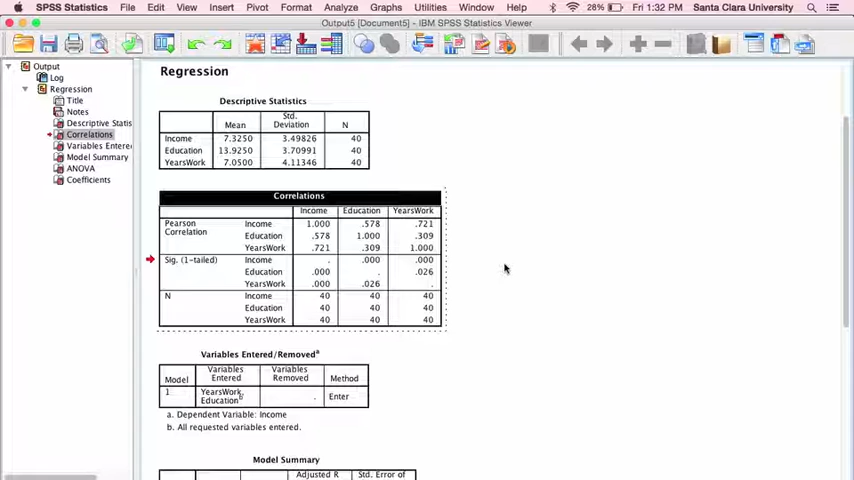 SPSS Statistics File Edit View Insert Pivot Format Analyze Graphs Utilities Window 28% Fri 1:32 PM Santa Clara University
Output5 [Document5] - IBM SPSS Statistics Viewer
Output
Log
Regression
Title
Notes
Descriptive Statis
Correlations
Variables Entere
Model Summary
ANOVA
Coefficients
Regression
Descriptive Statistics
Mean Std. Deviation N
Income 7.3250 3.49826 40
Education 13.9250 3.70991 40
YearsWork 7.0500 4.11346 40
Correlations
Income Education YearsWork
Pearson Correlation Income 1.000 .578 .721
Education .578 1.000 .309
YearsWork .721 .309 1.000
Sig. (1-tailed) Income . .000 .000
Education .000 . .026
YearsWork .000 .026 .
N Income 40 40 40
Education 40 40 40
YearsWork 40 40 40
Variables Entered/Removedᵃ
Model Variables Entered Variables Removed Method
1 YearsWork, Educationᵇ . Enter
a. Dependent Variable: Income
b. All requested variables entered.
Model Summary
Adjusted R Std. Error of